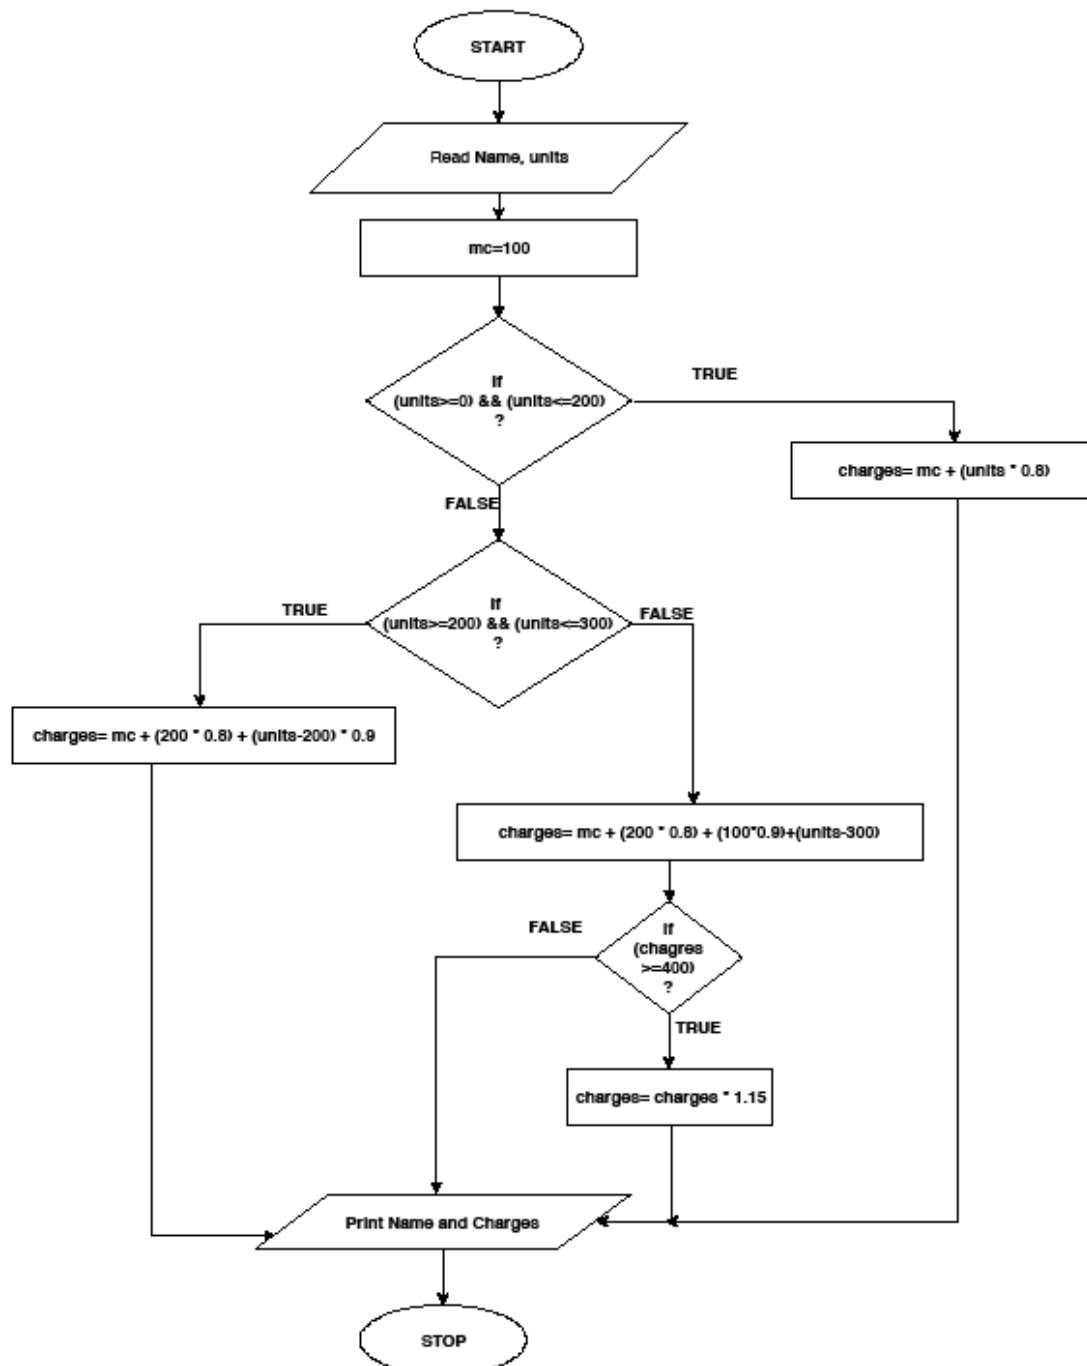 START
Read Name, units
mc=100
If
(units>=0) && (units<=200)
?
TRUE
charges= mc + (units * 0.8)
FALSE
If
(units>=200) && (units<=300)
?
TRUE
FALSE
charges= mc + (200 * 0.8) + (units-200) * 0.9
charges= mc + (200 * 0.8) + (100*0.9)+(units-300)
If
(chagres
>=400)
?
FALSE
TRUE
charges= charges * 1.15
Print Name and Charges
STOP